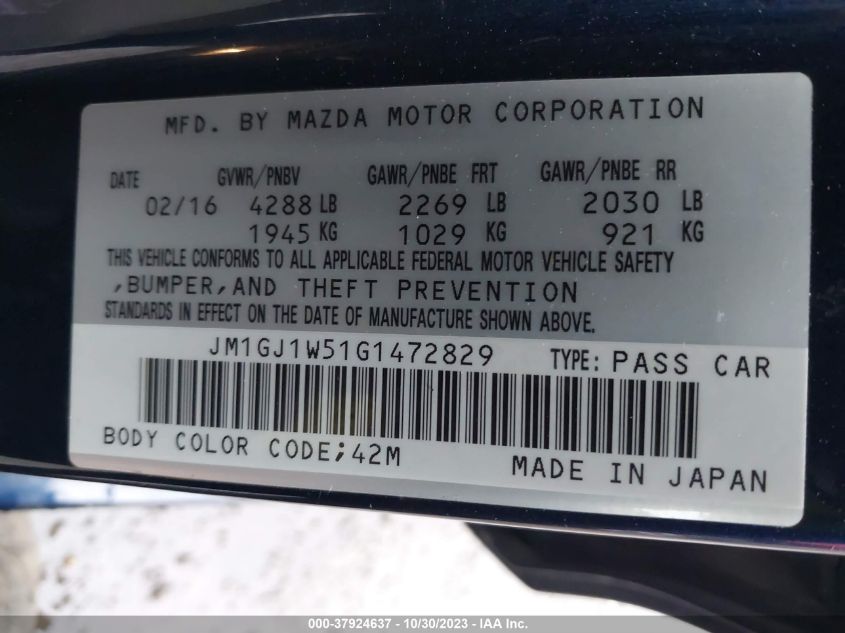 MFD. BY MAZDA MOTOR CORPORATION
DATE GVWR/PNBV GAWR/PNBE FRT GAWR/PNBE RR
02/16 4288 LB 2269 LB 2030 LB
1945 KG 1029 KG 921 KG
THIS VEHICLE CONFORMS TO ALL APPLICABLE FEDERAL MOTOR VEHICLE SAFETY
,BUMPER,AND THEFT PREVENTION
STANDARDS IN EFFECT ON THE DATE OF MANUFACTURE SHOWN ABOVE.
JM1GJ1W51G1472829 TYPE: PASS CAR
BODY COLOR CODE;42M
MADE IN JAPAN
000-37924637 - 10/30/2023 - IAA Inc.